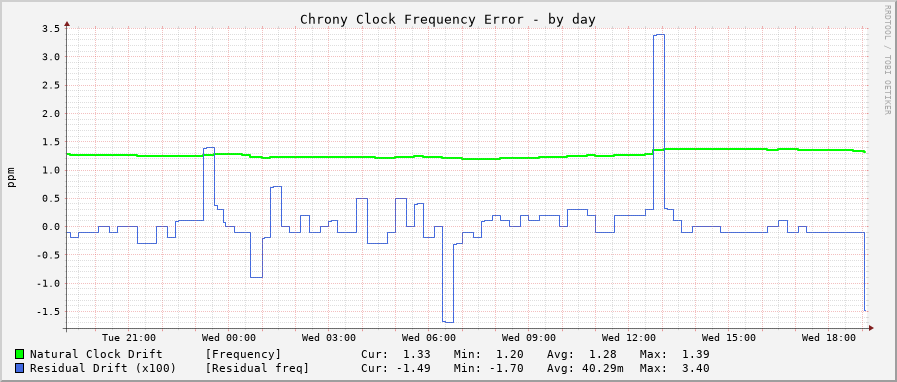 Chrony Clock Frequency Error - by day
RRDTOOL / TOBI OETIKER
ppm
3.5
3.0
2.5
2.0
1.5
1.0
0.5
0.0
-0.5
-1.0
-1.5
Tue 21:00 Wed 00:00 Wed 03:00 Wed 06:00 Wed 09:00 Wed 12:00 Wed 15:00 Wed 18:00
Natural Clock Drift [Frequency] Cur: 1.33 Min: 1.20 Avg: 1.28 Max: 1.39
Residual Drift (x100) [Residual freq] Cur: -1.49 Min: -1.70 Avg: 40.29m Max: 3.40